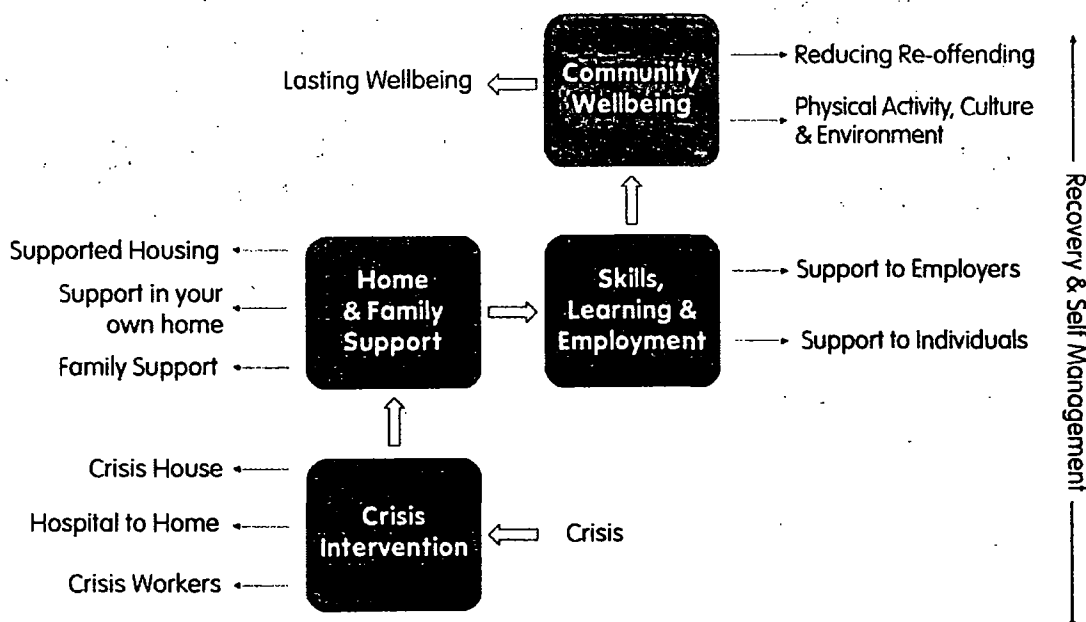 Community
Wellbeing
Lasting Wellbeing
Reducing Re-offending
Physical Activity, Culture
& Environment
Recovery & Self Management
Supported Housing
Support in your
own home
Family Support
Home
& Family
Support
Skills,
Learning &
Employment
Support to Employers
Support to Individuals
Crisis House
Hospital to Home
Crisis Workers
Crisis
Intervention
Crisis